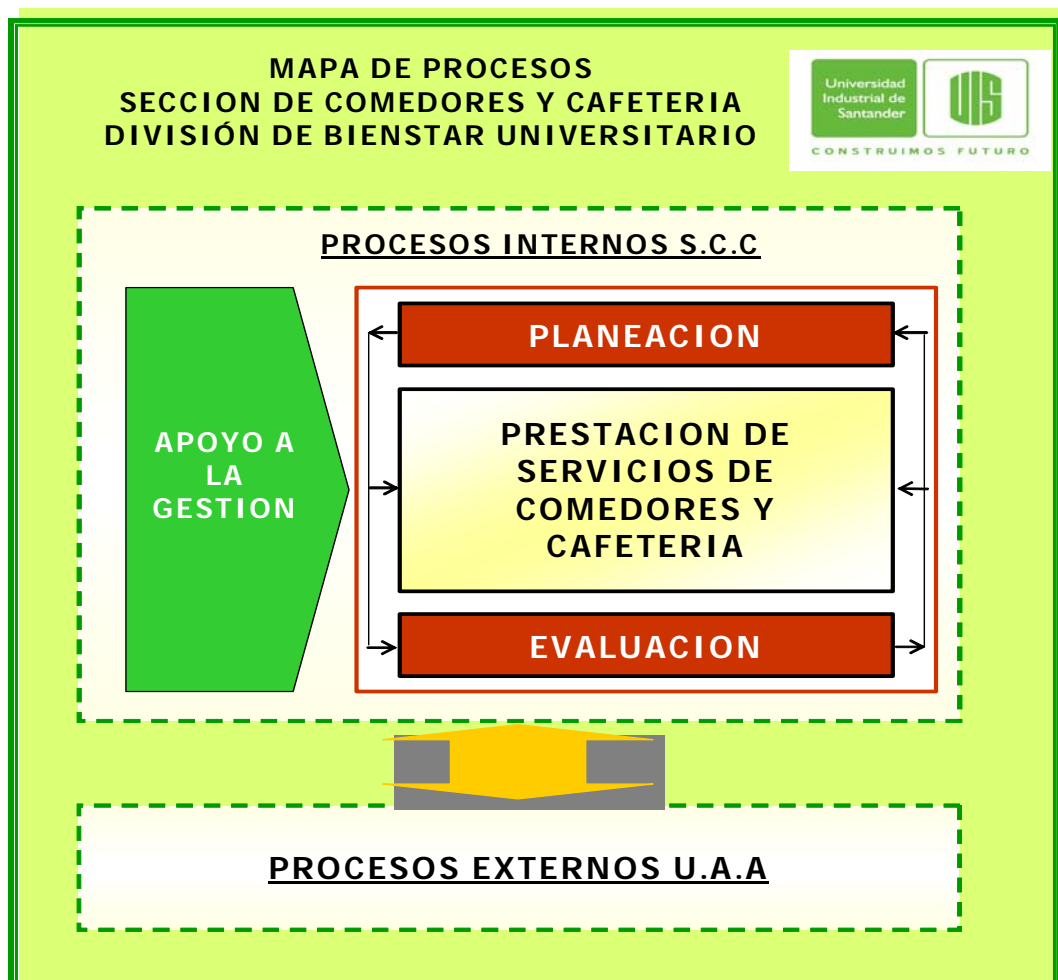 MAPA DE PROCESOS
SECCION DE COMEDORES Y CAFETERIA
DIVISIÓN DE BIENSTAR UNIVERSITARIO
Universidad
Industrial de
Santander
UIS
CONSTRUIMOS FUTURO
PROCESOS INTERNOS S.C.C
APOYO A
LA
GESTION
PLANEACION
PRESTACION DE
SERVICIOS DE
COMEDORES Y
CAFETERIA
EVALUACION
PROCESOS EXTERNOS U.A.A